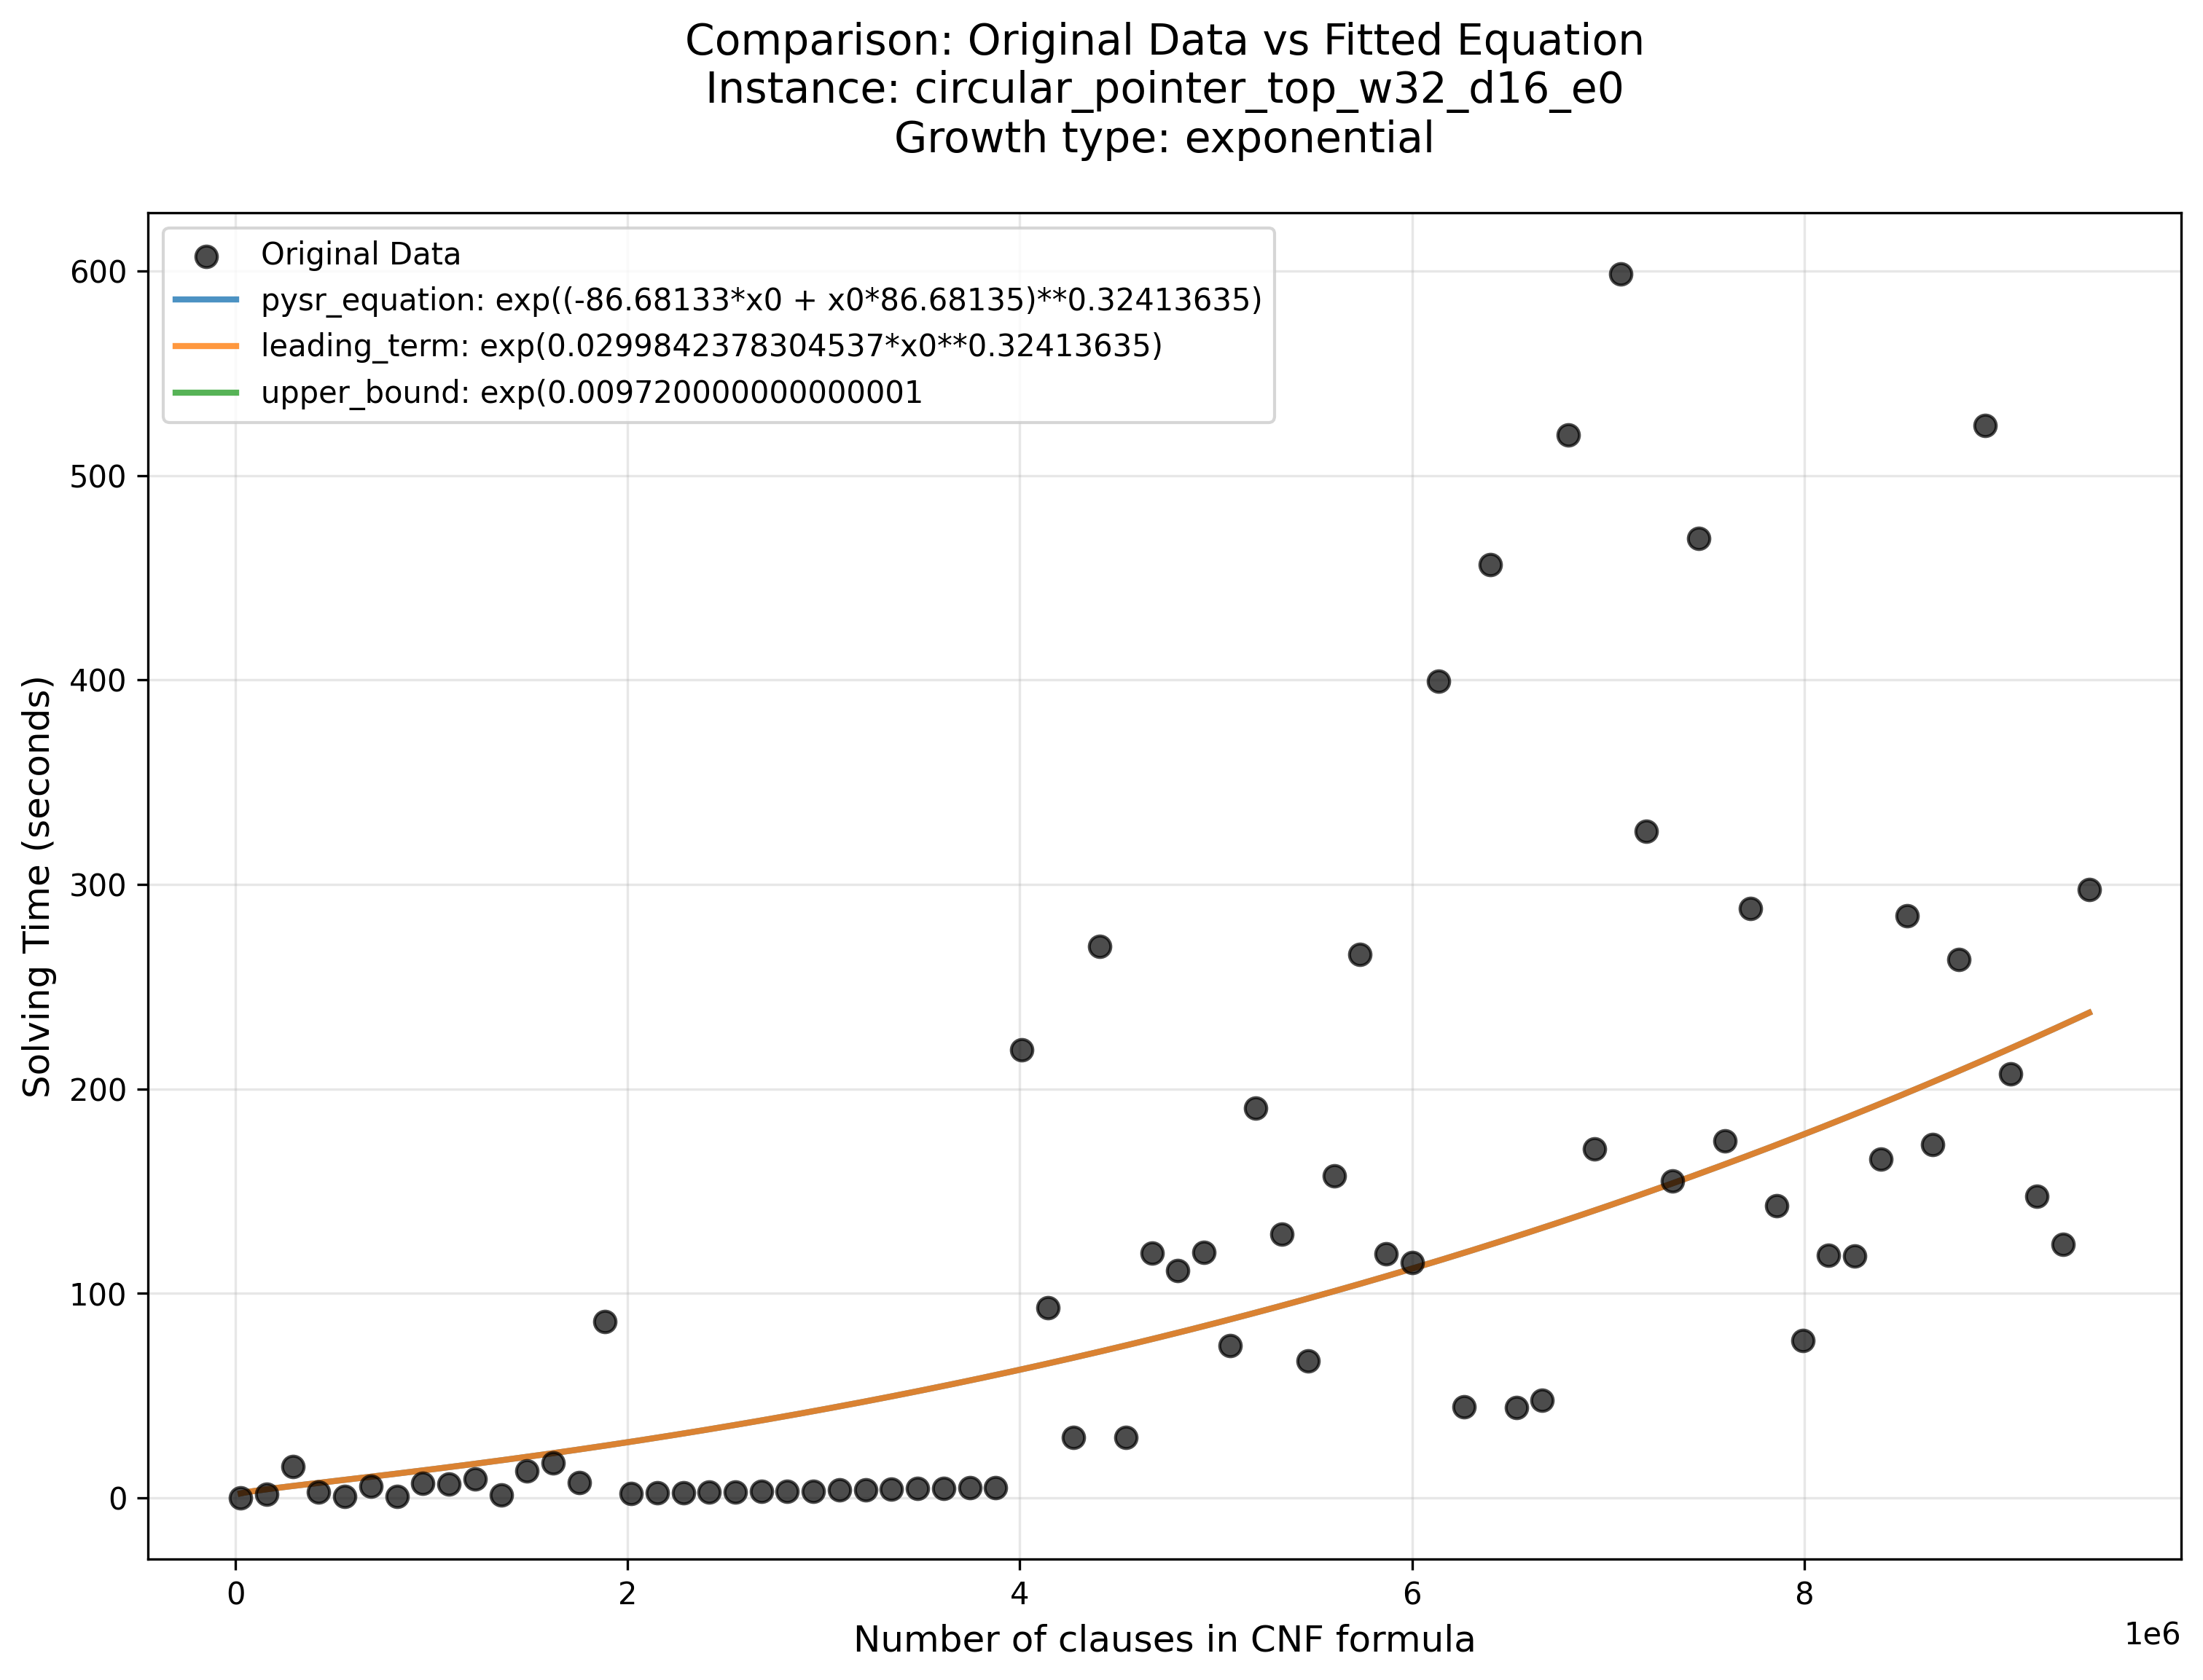 Comparison: Original Data vs Fitted Equation
Instance: circular_pointer_top_w32_d16_e0
Growth type: exponential
Original Data
pysr_equation: exp((-86.68133*x0 + x0*86.68135)**0.32413635)
leading_term: exp(0.0299842378304537*x0**0.32413635)
upper_bound: exp(0.009720000000000001
600
500
400
300
200
100
0
Solving Time (seconds)
0 2 4 6 8
1e6
Number of clauses in CNF formula